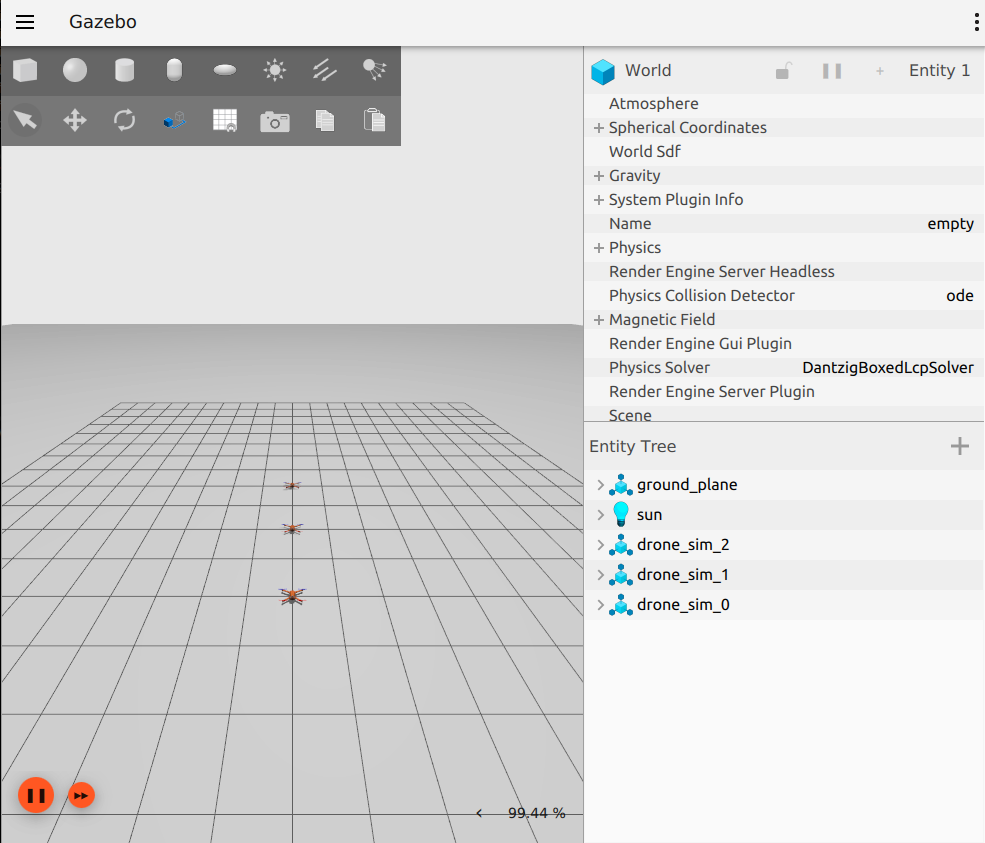 Gazebo
World
Entity 1
Atmosphere
Spherical Coordinates
World Sdf
Gravity
System Plugin Info
Name empty
Physics
Render Engine Server Headless
Physics Collision Detector ode
Magnetic Field
Render Engine Gui Plugin
Physics Solver DantzigBoxedLcpSolver
Render Engine Server Plugin
Scene
Entity Tree
ground_plane
sun
drone_sim_2
drone_sim_1
drone_sim_0
99.44 %